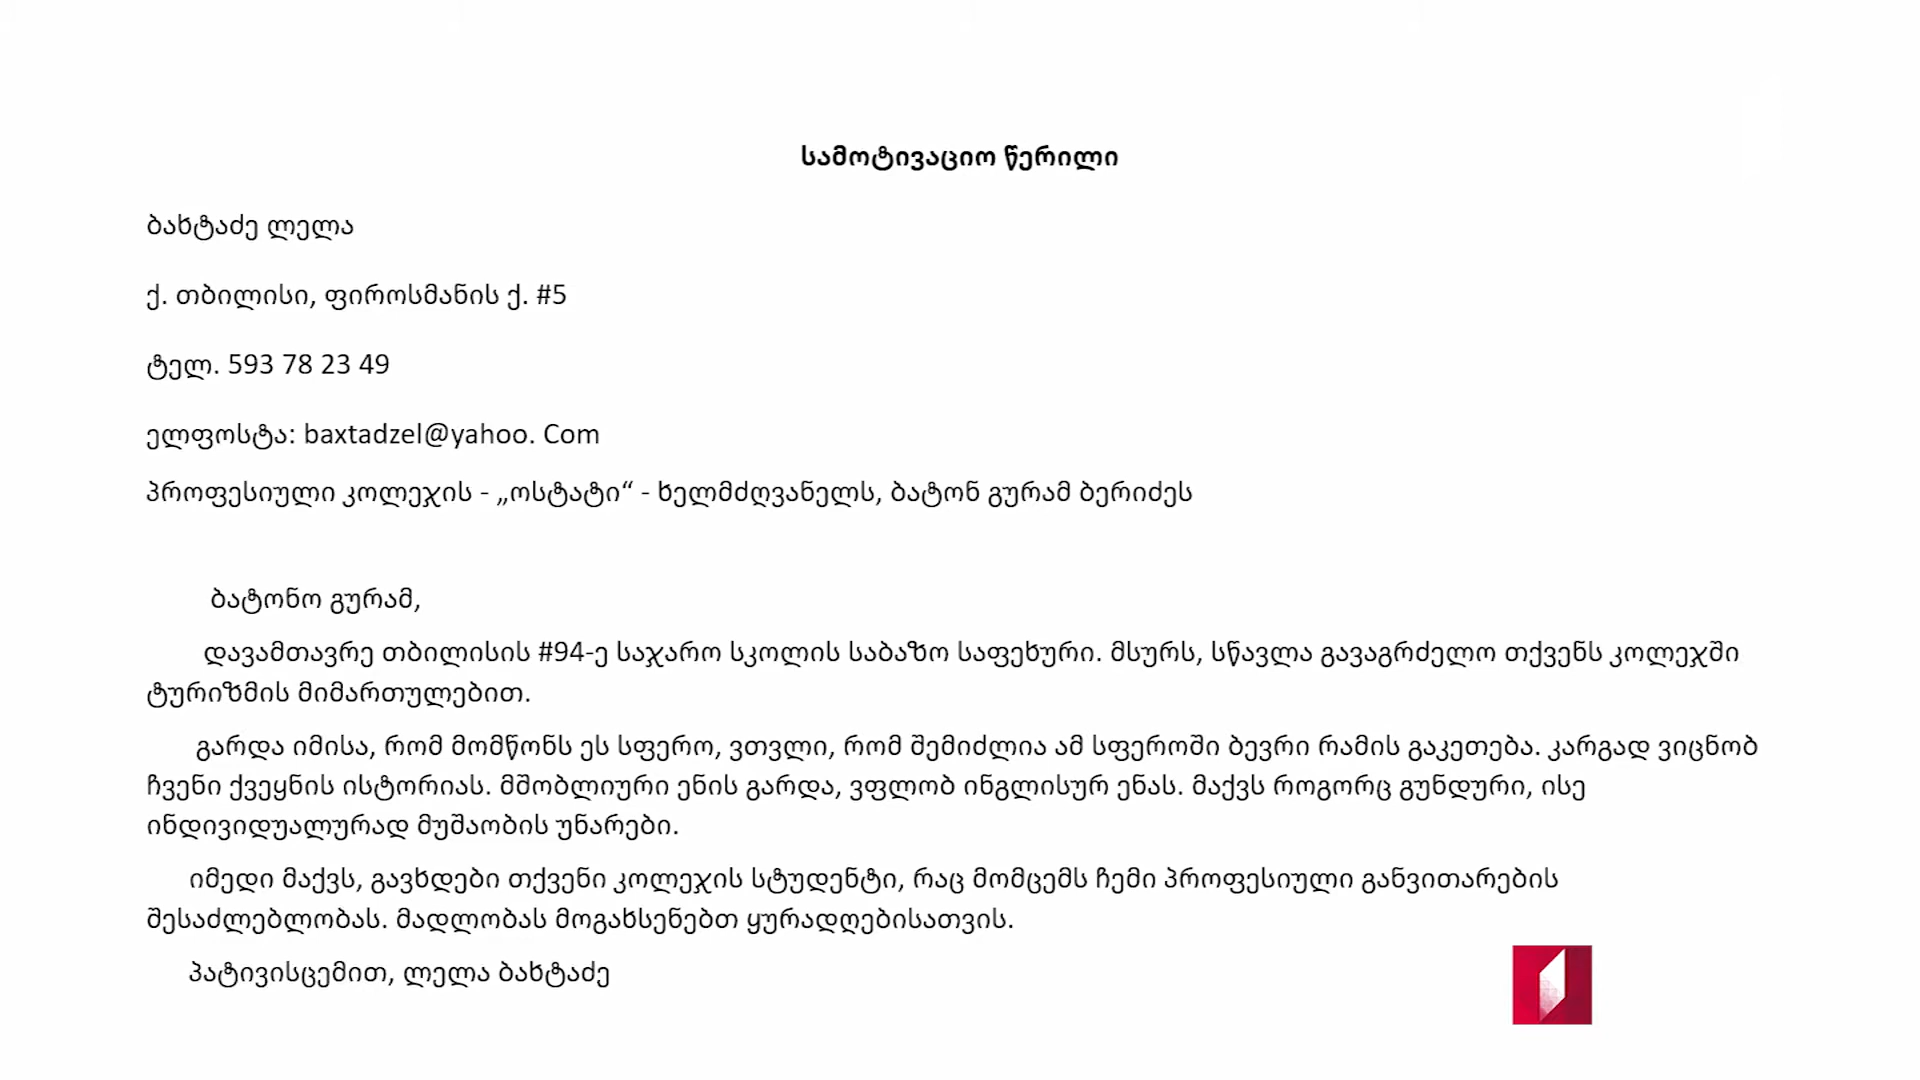 სამოტივაციო წერილი
ბახტაძე ლელა
ქ. თბილისი, ფიროსმანის ქ. #5
ტელ. 593 78 23 49
ელფოსტა: baxtadzel@yahoo. Com
პროფესიული კოლეჯის - „ოსტატი“ - ხელმძღვანელს, ბატონ გურამ ბერიძეს
ბატონო გურამ,
დავამთავრე თბილისის #94-ე საჯარო სკოლის საბაზო საფეხური. მსურს, სწავლა გავაგრძელო თქვენს კოლეჯში
ტურიზმის მიმართულებით.
გარდა იმისა, რომ მომწონს ეს სფერო, ვთვლი, რომ შემიძლია ამ სფეროში ბევრი რამის გაკეთება. კარგად ვიცნობ
ჩვენი ქვეყნის ისტორიას. მშობლიური ენის გარდა, ვფლობ ინგლისურ ენას. მაქვს როგორც გუნდური, ისე
ინდივიდუალურად მუშაობის უნარები.
იმედი მაქვს, გავხდები თქვენი კოლეჯის სტუდენტი, რაც მომცემს ჩემი პროფესიული განვითარების
შესაძლებლობას. მადლობას მოგახსენებთ ყურადღებისათვის.
პატივისცემით, ლელა ბახტაძე